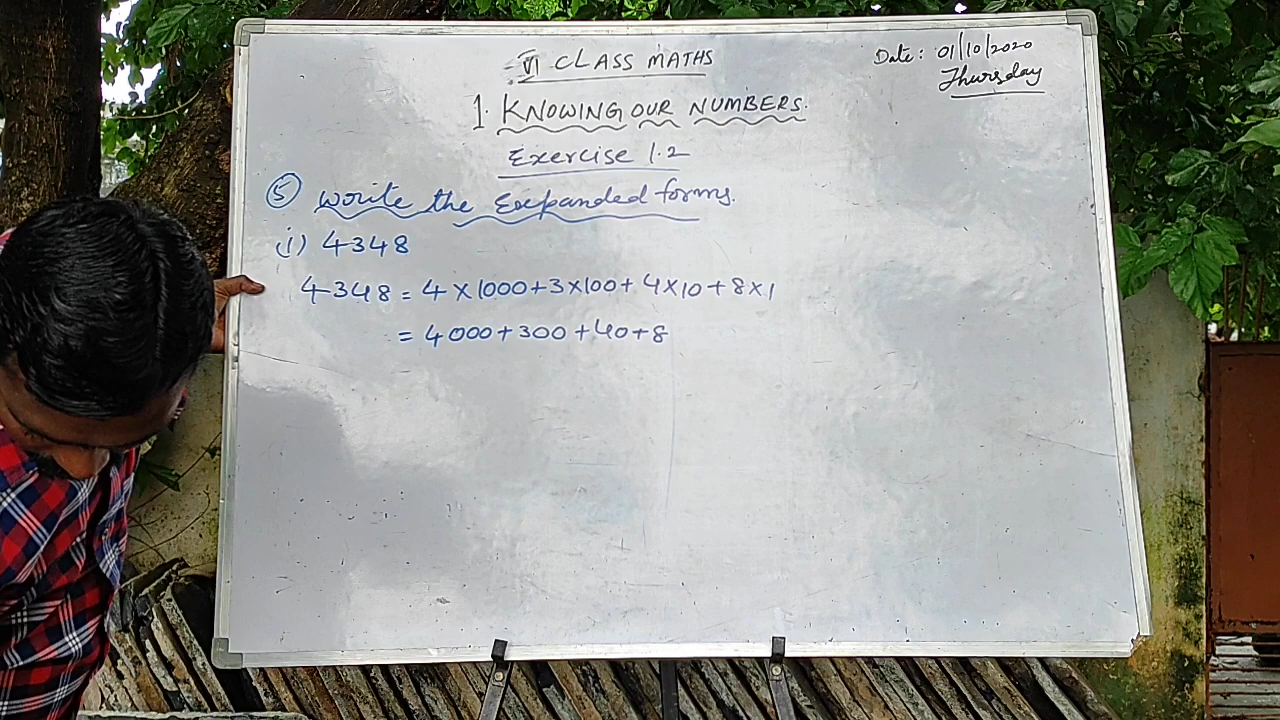 VI CLASS MATHS
Date: 01/10/2020
Thursday
1. KNOWING OUR NUMBERS.
Exercise 1.2
⑤ Write the Expanded forms.
(i) 4348
4348 = 4 × 1000 + 3 × 100 + 4 × 10 + 8 × 1
= 4000 + 300 + 40 + 8